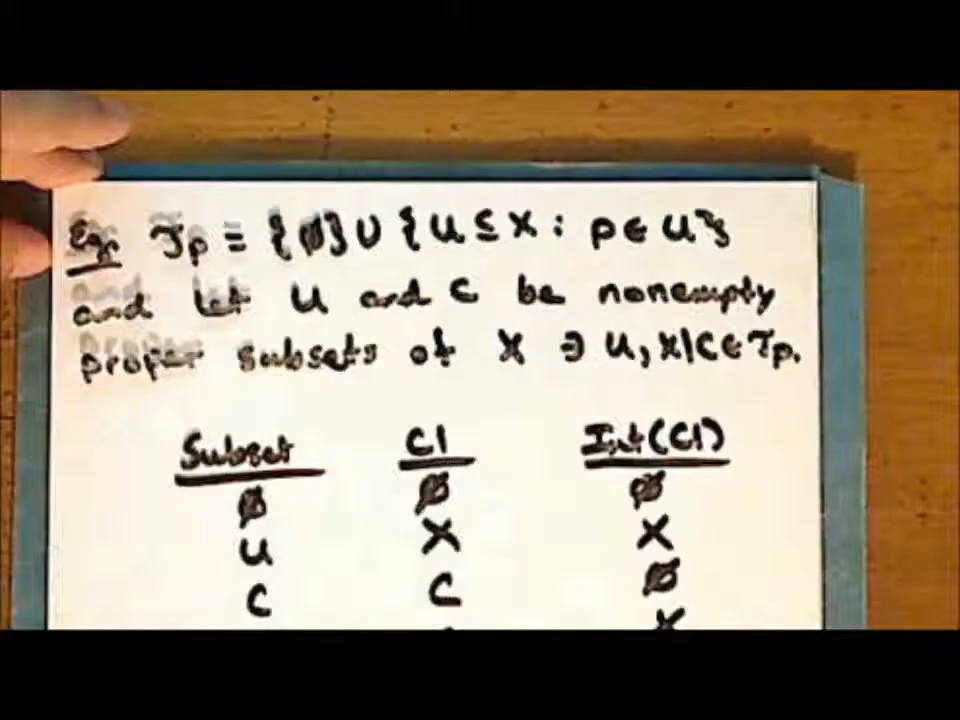 Eg. 𝒯p = {∅} ∪ {U ⊆ X : p ∈ U}
and let U and C be nonempty
proper subsets of X ∋ U, X\C ∈ 𝒯p.
Subset Cl Int(Cl)
∅ ∅ ∅
U X X
C C ∅
X